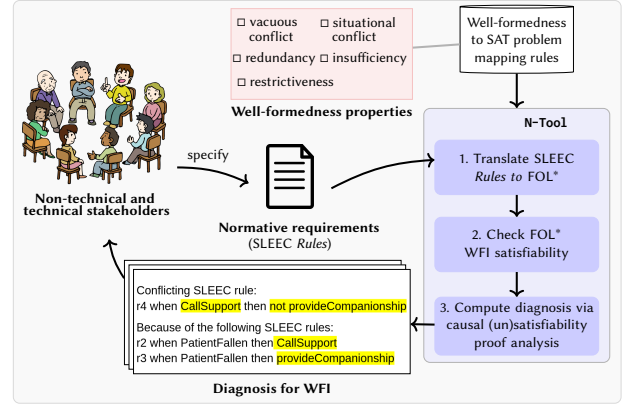 vacuous conflict
situational conflict
redundancy
insufficiency
restrictiveness
Well-formedness properties
Well-formedness
to SAT problem
mapping rules
N-Tool
1. Translate SLEEC
Rules to FOL*
2. Check FOL*
WFI satisfiability
3. Compute diagnosis via
causal (un)satisfiability
proof analysis
specify
Non-technical and
technical stakeholders
Normative requirements
(SLEEC Rules)
Conflicting SLEEC rule:
r4 when CallSupport then not provideCompanionship
Because of the following SLEEC rules:
r2 when PatientFallen then CallSupport
r3 when PatientFallen then provideCompanionship
Diagnosis for WFI